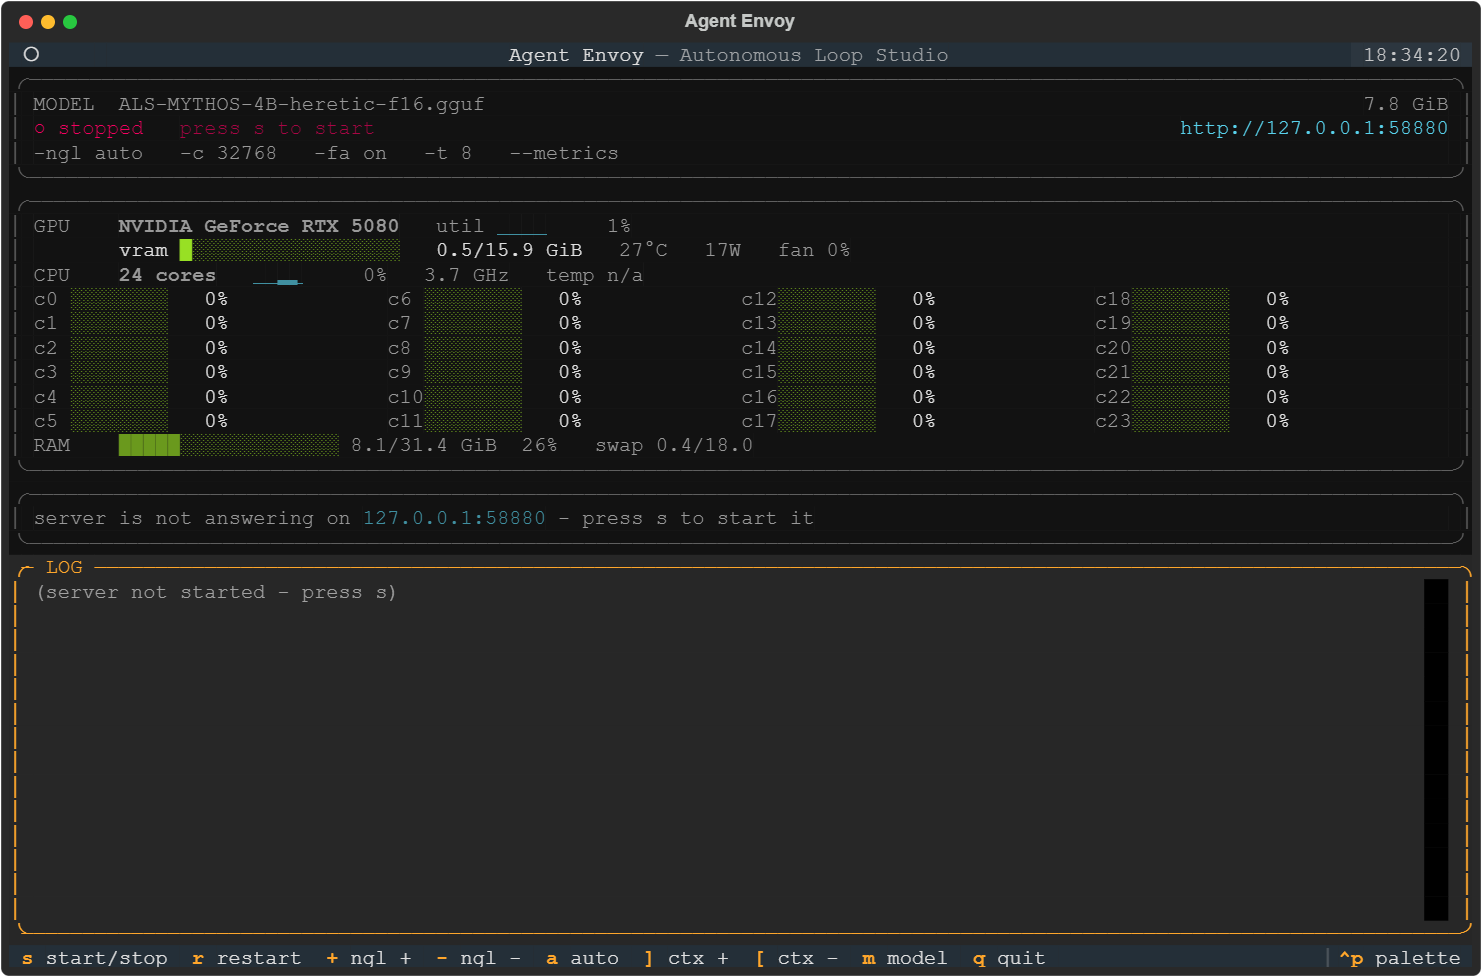 Agent Envoy
Agent Envoy — Autonomous Loop Studio 18:34:20
MODEL ALS-MYTHOS-4B-heretic-f16.gguf 7.8 GiB
○ stopped press s to start http://127.0.0.1:58880
-ngl auto -c 32768 -fa on -t 8 --metrics
GPU NVIDIA GeForce RTX 5080 util 1%
vram 0.5/15.9 GiB 27°C 17W fan 0%
CPU 24 cores 0% 3.7 GHz temp n/a
c0 0% c6 0% c12 0% c18 0%
c1 0% c7 0% c13 0% c19 0%
c2 0% c8 0% c14 0% c20 0%
c3 0% c9 0% c15 0% c21 0%
c4 0% c10 0% c16 0% c22 0%
c5 0% c11 0% c17 0% c23 0%
RAM 8.1/31.4 GiB 26% swap 0.4/18.0
server is not answering on 127.0.0.1:58880 - press s to start it
LOG
(server not started - press s)
s start/stop r restart + ngl + - ngl - a auto ] ctx + [ ctx - m model q quit ^p palette